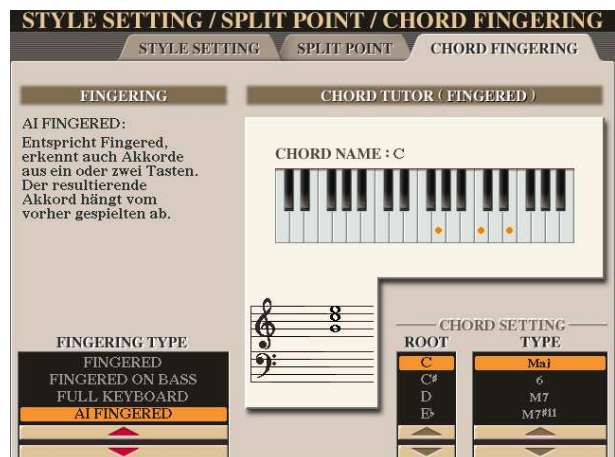 STYLE SETTING / SPLIT POINT / CHORD FINGERING
STYLE SETTING
SPLIT POINT
CHORD FINGERING
FINGERING
AI FINGERED:
Entspricht Fingered,
erkennt auch Akkorde
aus ein oder zwei Tasten.
Der resultierende
Akkord hängt vom
vorher gespielten ab.
CHORD TUTOR ( FINGERED )
CHORD NAME : C
FINGERING TYPE
FINGERED
FINGERED ON BASS
FULL KEYBOARD
AI FINGERED
CHORD SETTING
ROOT
C
C#
D
E♭
TYPE
Maj
6
M7
M7#11